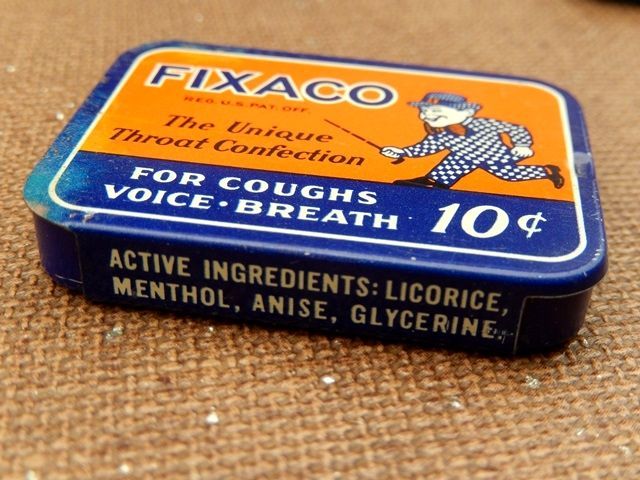 FIXACO
REG. U.S. PAT. OFF.
The Unique
Throat Confection
FOR COUGHS
VOICE • BREATH 10¢
ACTIVE INGREDIENTS: LICORICE,
MENTHOL, ANISE, GLYCERINE.